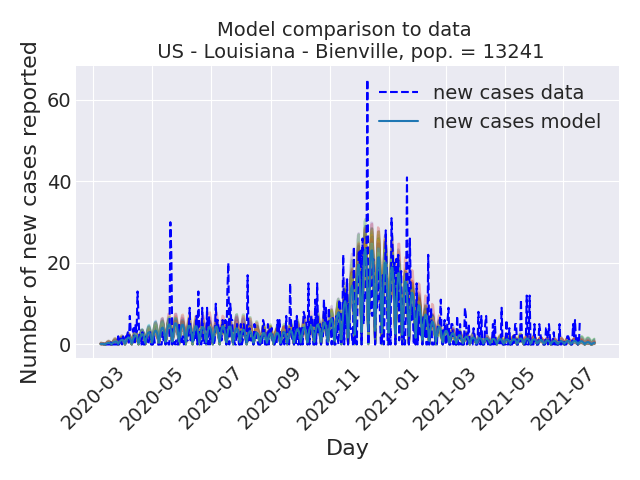 Model comparison to data
US - Louisiana - Bienville, pop. = 13241
Number of new cases reported
60
40
20
0
new cases data
new cases model
2020-03
2020-05
2020-07
2020-09
2020-11
2021-01
2021-03
2021-05
2021-07
Day